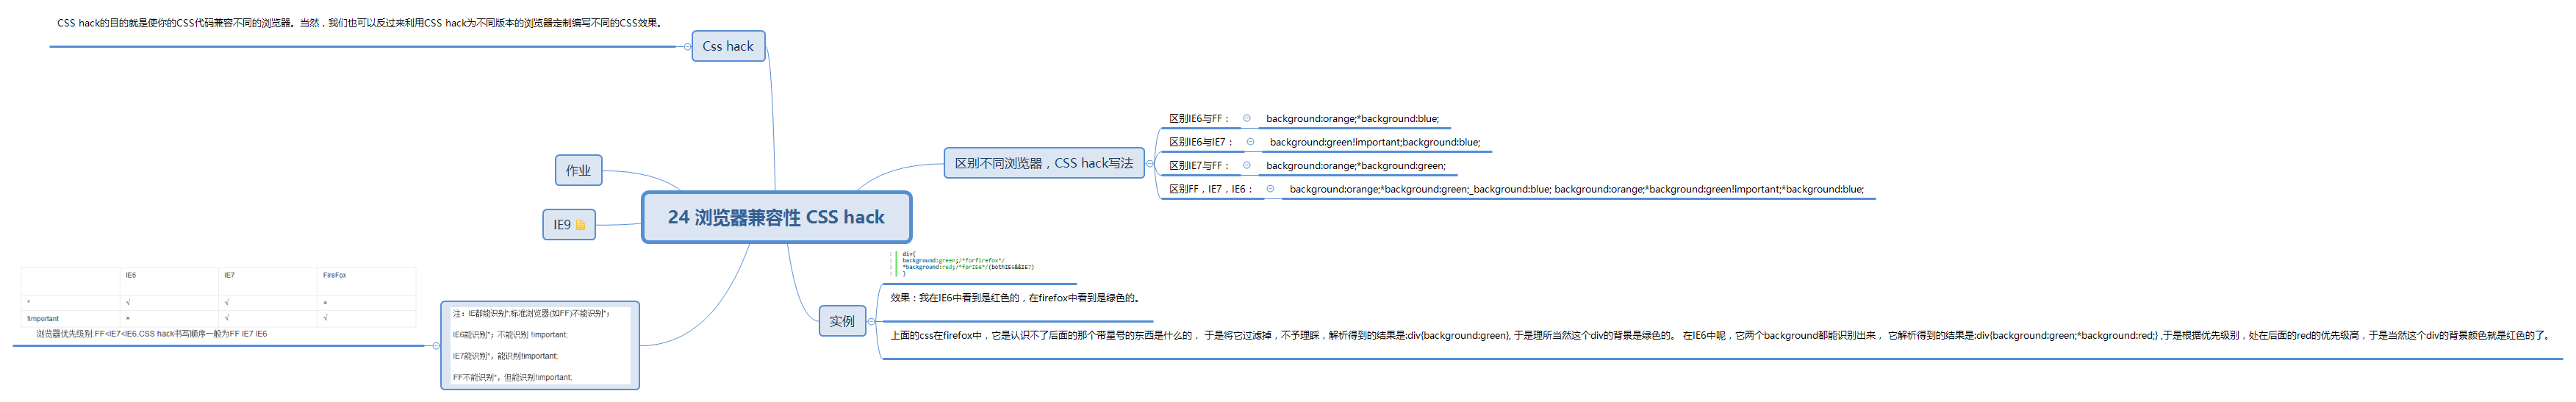 CSS hack的目的就是使你的CSS代码兼容不同的浏览器。当然，我们也可以反过来利用CSS hack为不同版本的浏览器定制编写不同的CSS效果。
Css hack
作业
IE9
24 浏览器兼容性 CSS hack
区别不同浏览器，CSS hack写法
区别IE6与FF： background:orange;*background:blue;
区别IE6与IE7： background:green!important;background:blue;
区别IE7与FF： background:orange;*background:green;
区别FF，IE7，IE6： background:orange;*background:green;_background:blue; background:orange;*background:green!important;*background:blue;
IE6 IE7 FireFox
* √ √ ×
!important × √ √
浏览器优先级别:FF<IE7<IE6,CSS hack书写顺序一般为FF IE7 IE6
注：IE都能识别*;标准浏览器(如FF)不能识别*；
IE6能识别*；不能识别 !important;
IE7能识别*，能识别!important;
FF不能识别*，但能识别!important;
实例
1 div{
2 background:green;/*forfirefox*/
3 *background:red;/*forIE6*/(bothIE6&&IE7)
4 }
效果：我在IE6中看到是红色的，在firefox中看到是绿色的。
上面的css在firefox中，它是认识不了后面的那个带星号的东西是什么的， 于是将它过滤掉，不予理睬，解析得到的结果是:div{background:green}, 于是理所当然这个div的背景是绿色的。 在IE6中呢，它两个background都能识别出来， 它解析得到的结果是:div{background:green;*background:red;} ,于是根据优先级别，处在后面的red的优先级高，于是当然这个div的背景颜色就是红色的了。